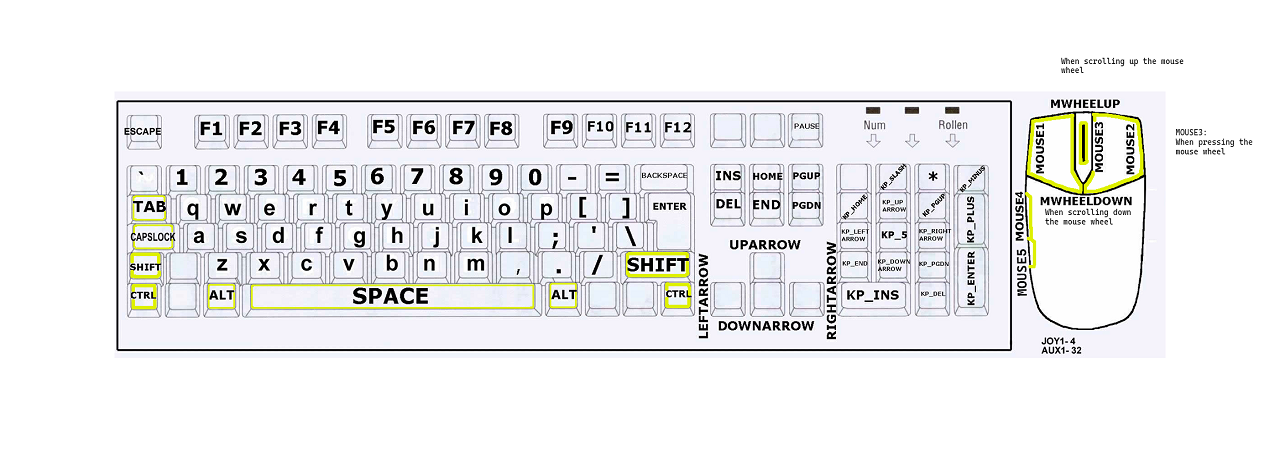 When scrolling up the mouse
wheel
MWHEELUP
ESCAPE F1 F2 F3 F4 F5 F6 F7 F8 F9 F10 F11 F12 PAUSE
Num Rollen
MOUSE1 MOUSE3 MOUSE2
MOUSE3:
When pressing the
mouse wheel
` 1 2 3 4 5 6 7 8 9 0 - = BACKSPACE INS HOME PGUP KP_SLASH * KP_MINUS
TAB q w e r t y u i o p [ ] ENTER DEL END PGDN KP_HOME KP_UP ARROW KP_PGUP KP_PLUS
MWHEELDOWN
When scrolling down
the mouse wheel
MOUSE4
CAPSLOCK a s d f g h j k l ; ' \ KP_LEFT ARROW KP_5 KP_RIGHT ARROW
UPARROW
SHIFT z x c v b n m , . / SHIFT KP_END KP_DOWN ARROW KP_PGDN KP_ENTER
MOUSE5
CTRL ALT SPACE ALT CTRL LEFTARROW RIGHTARROW KP_INS KP_DEL
DOWNARROW
JOY1-4
AUX1-32